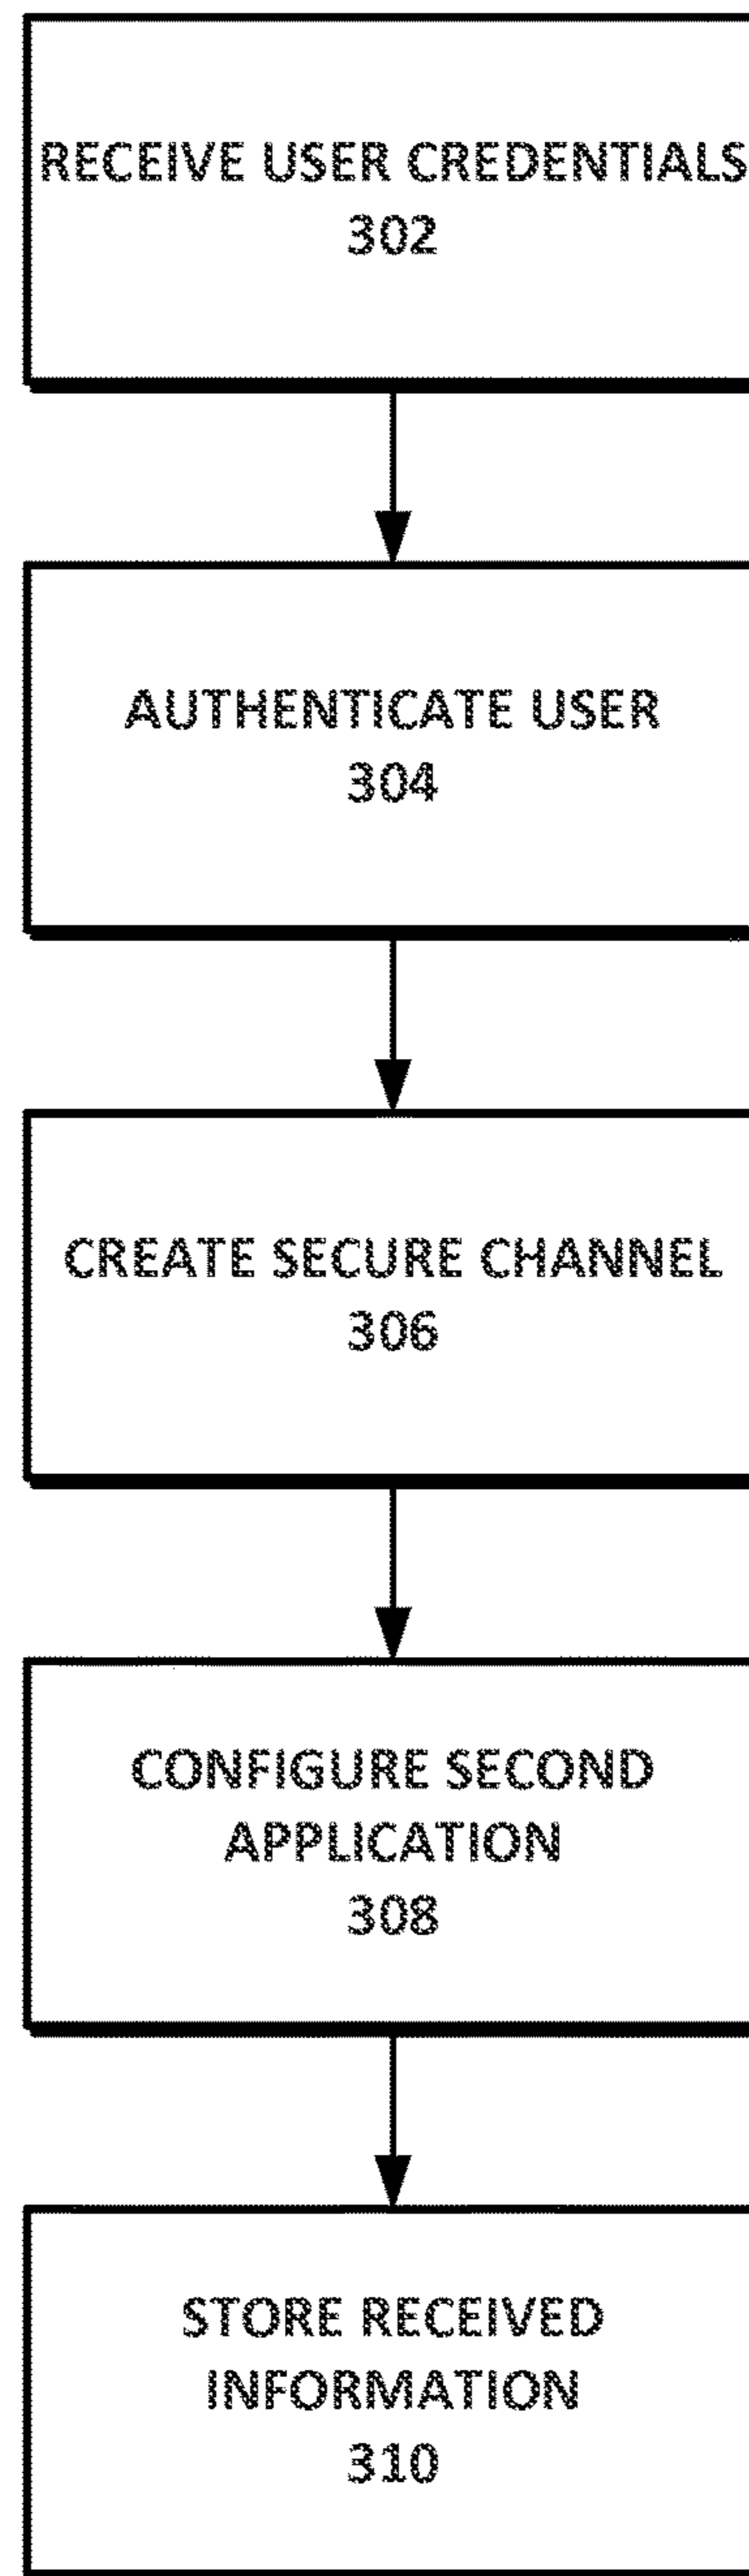 RECEIVE USER CREDENTIALS
302
AUTHENTICATE USER
304
CREATE SECURE CHANNEL
306
CONFIGURE SECOND
APPLICATION
308
STORE RECEIVED
INFORMATION
310